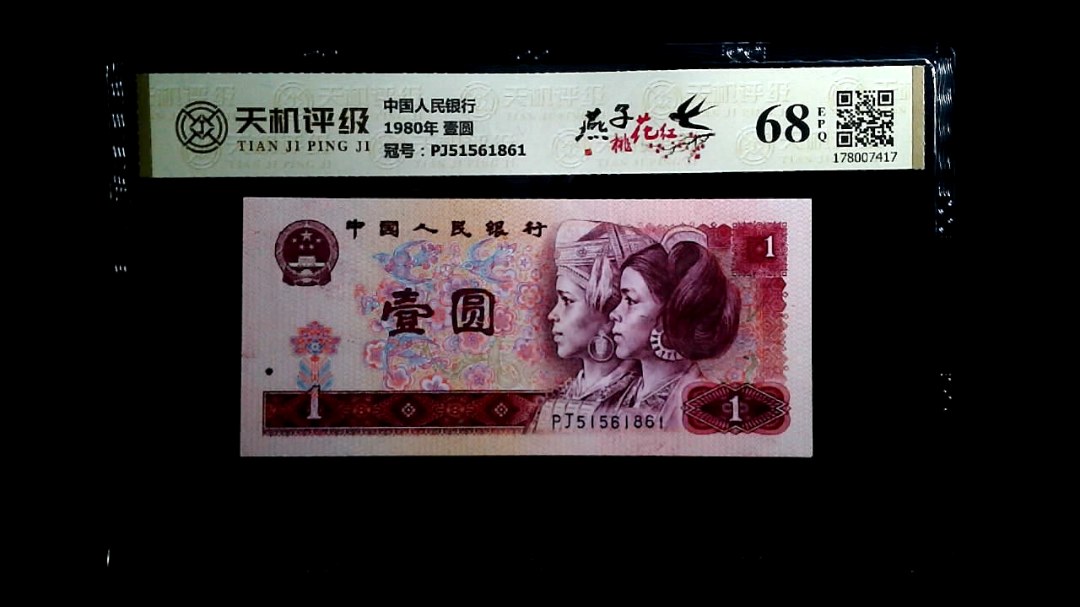 天机评级
TIAN JI PING JI
中国人民银行
1980年 壹圆
冠号：PJ51561861
燕子桃花红
68
EPQ
178007417
中国人民银行
1
壹圆
1
PJ51561861
1